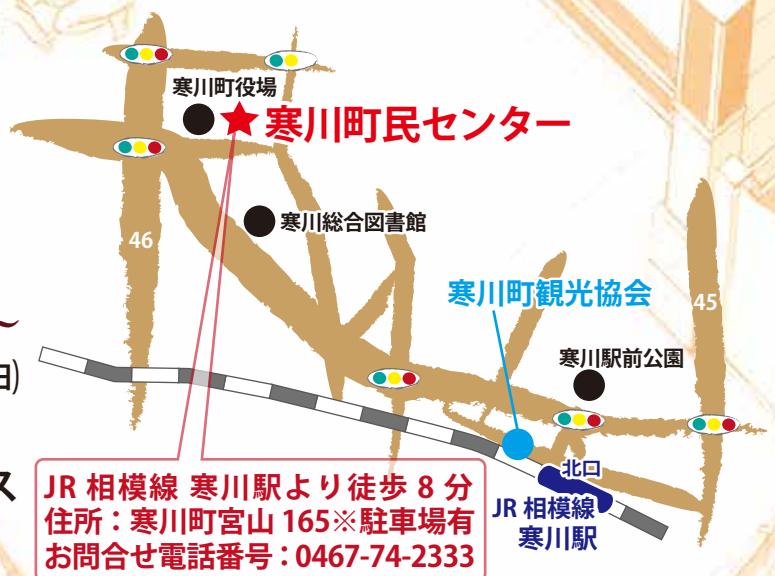 寒川町役場
寒川町民センター
寒川総合図書館
46
寒川町観光協会
45
寒川駅前公園
～
北口
JR 相模線
寒川駅
ス
JR 相模線 寒川駅より徒歩 8 分
住所：寒川町宮山 165※駐車場有
お問合せ電話番号：0467-74-2333